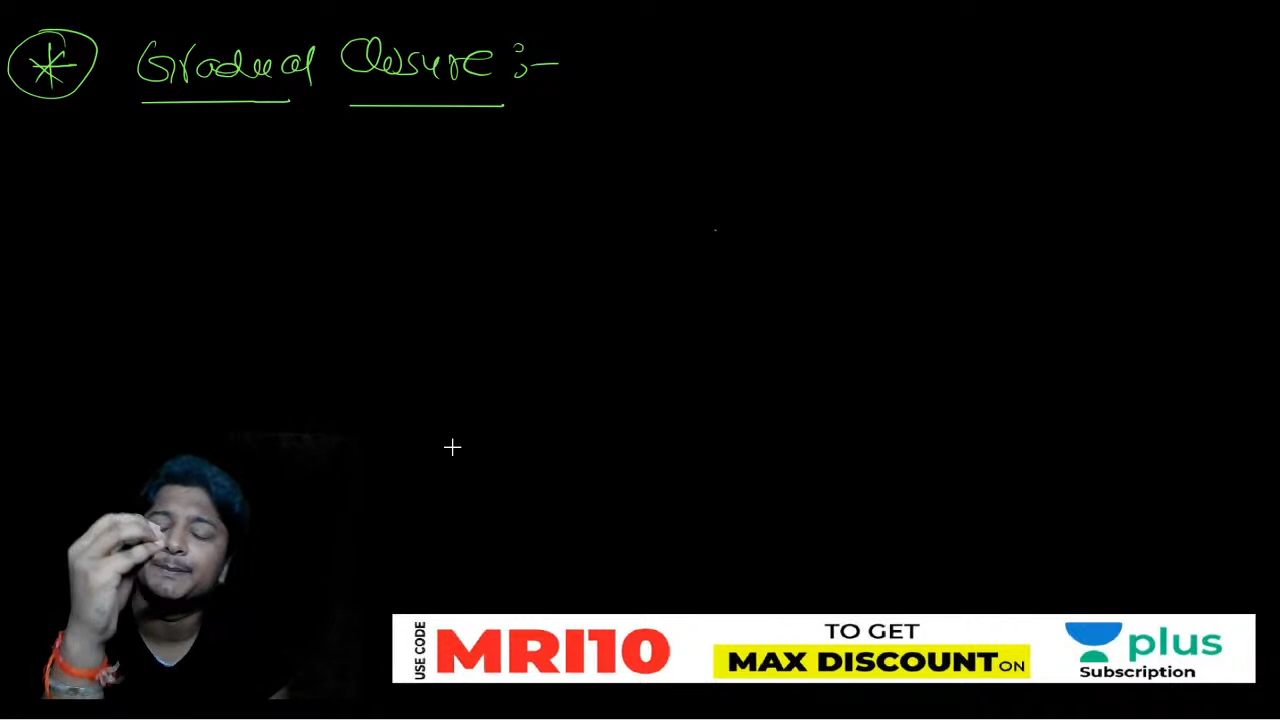 * Gradual Closure :-
USE CODE
MRI10
TO GET
MAX DISCOUNT ON
plus
Subscription